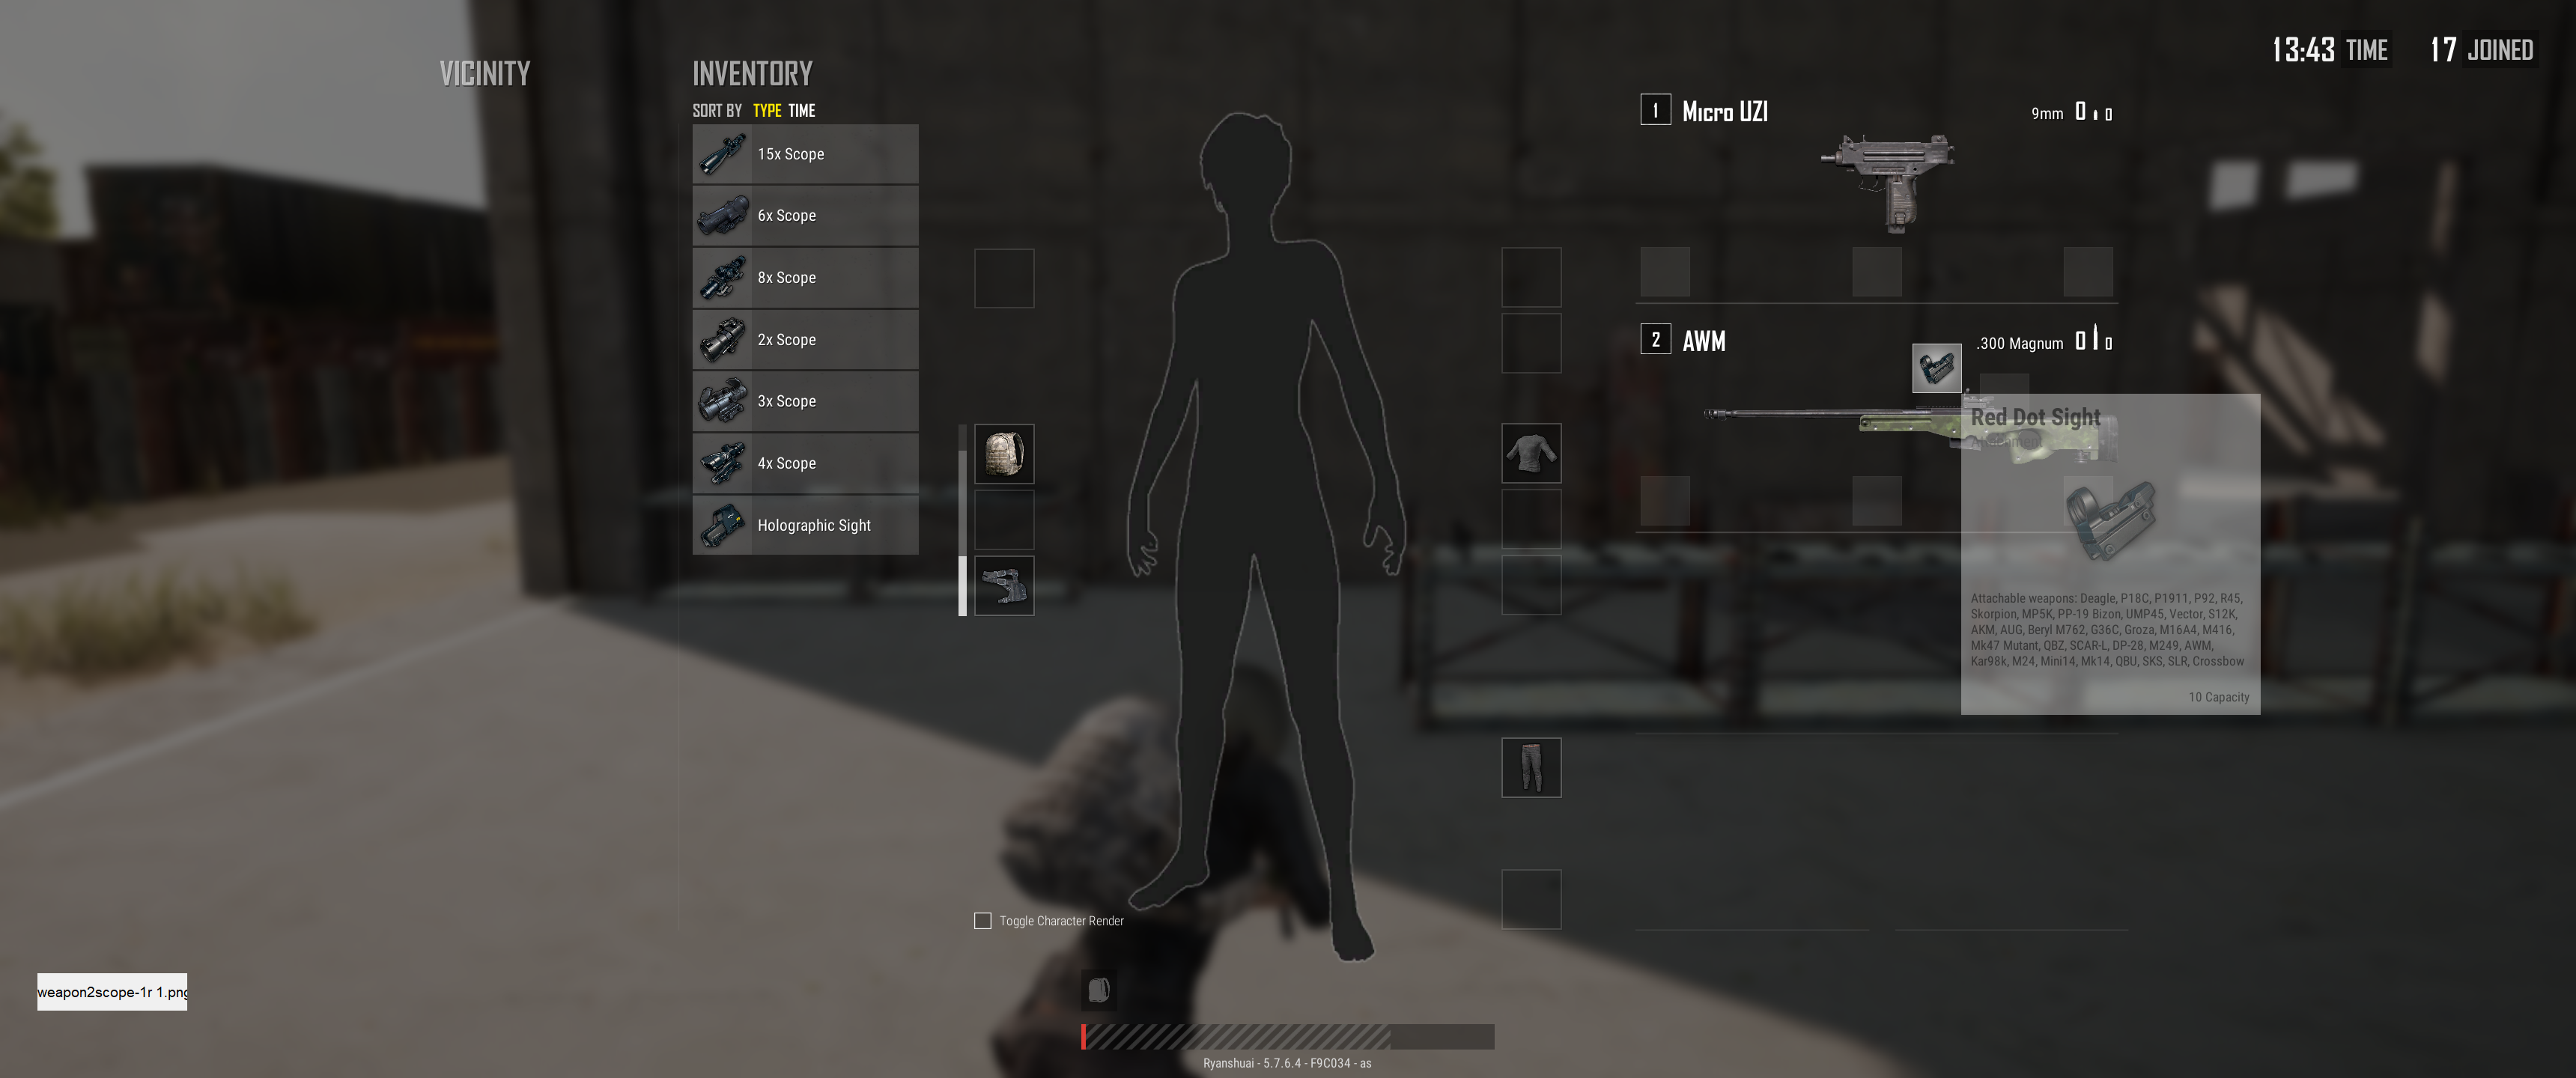 13:43 TIME 17 JOINED
VICINITY
INVENTORY
SORT BY TYPE TIME
15x Scope
6x Scope
8x Scope
2x Scope
3x Scope
4x Scope
Holographic Sight
Toggle Character Render
1 Micro UZI 9mm 0 0
2 AWM .300 Magnum 0 0
Red Dot Sight
Attachable weapons: Deagle, P18C, P1911, P92, R45,
Skorpion, MP5K, PP-19 Bizon, UMP45, Vector, S12K,
AKM, AUG, Beryl M762, G36C, Groza, M16A4, M416,
Mk47 Mutant, QBZ, SCAR-L, DP-28, M249, AWM,
Kar98k, M24, Mini14, Mk14, QBU, SKS, SLR, Crossbow
10 Capacity
weapon2scope-1r 1.png
Ryanshuai - 5.7.6.4 - F9C034 - as